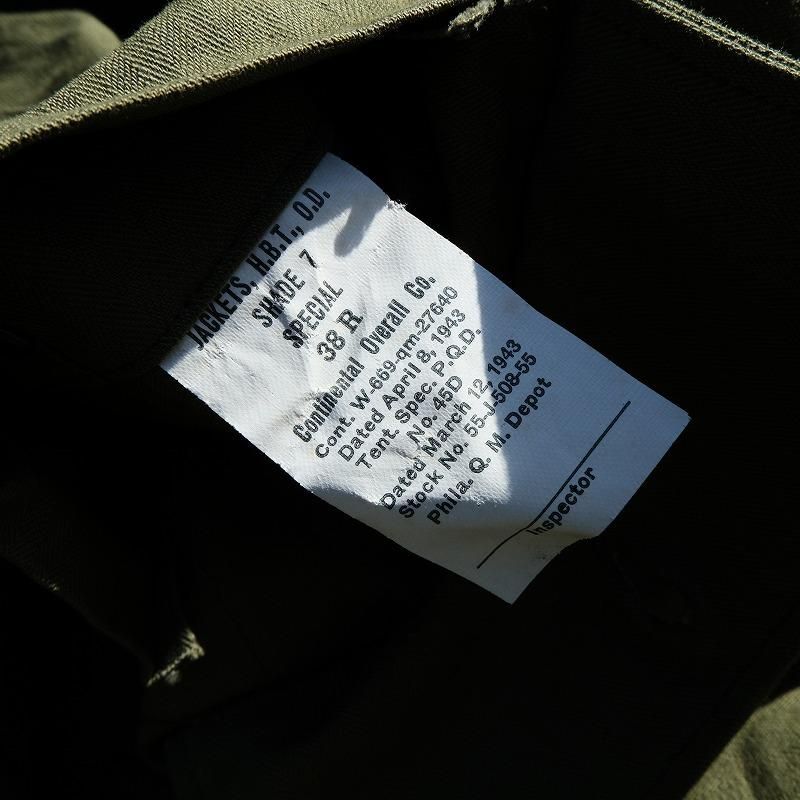 JACKETS, H.B.T., O.D.
SHADE 7
SPECIAL
38 R
Continental Overall Co.
Cont. W-669-qm-27640
Dated April 8, 1943
Tent. Spec. P.Q.D.
No. 45D
Dated March 12, 1943
Stock No. 55-J-508-55
Phila. Q. M. Depot
Inspector